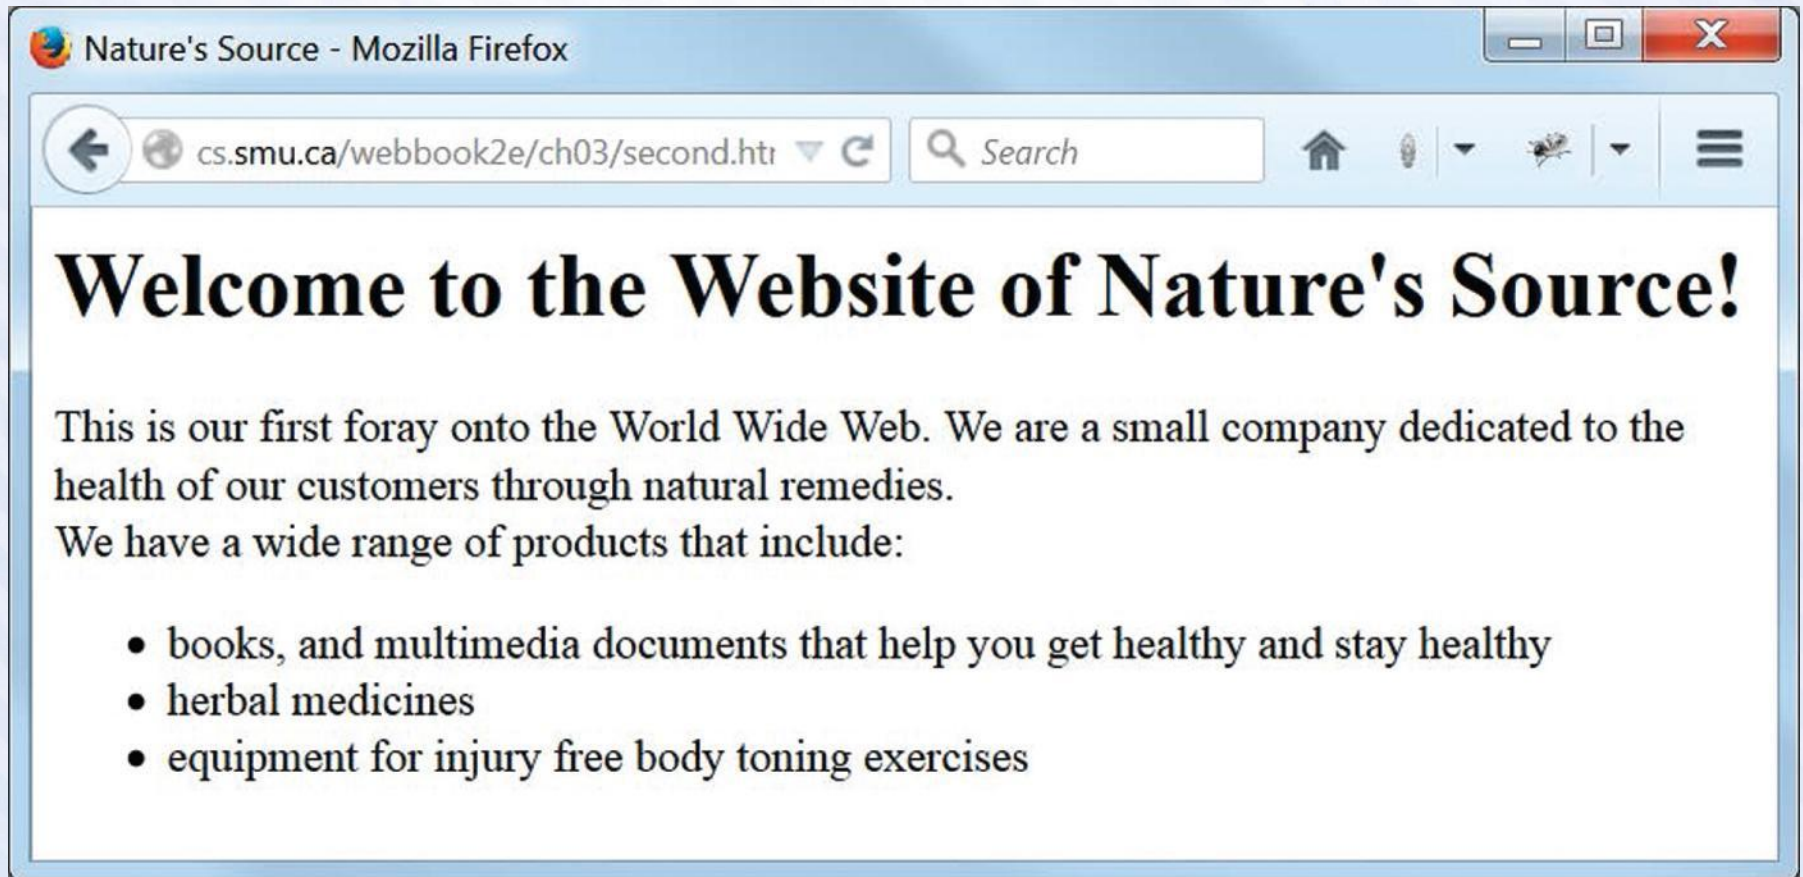 Nature's Source - Mozilla Firefox
cs.smu.ca/webbook2e/ch03/second.htr
Search
Welcome to the Website of Nature's Source!
This is our first foray onto the World Wide Web. We are a small company dedicated to the
health of our customers through natural remedies.
We have a wide range of products that include:
• books, and multimedia documents that help you get healthy and stay healthy
• herbal medicines
• equipment for injury free body toning exercises